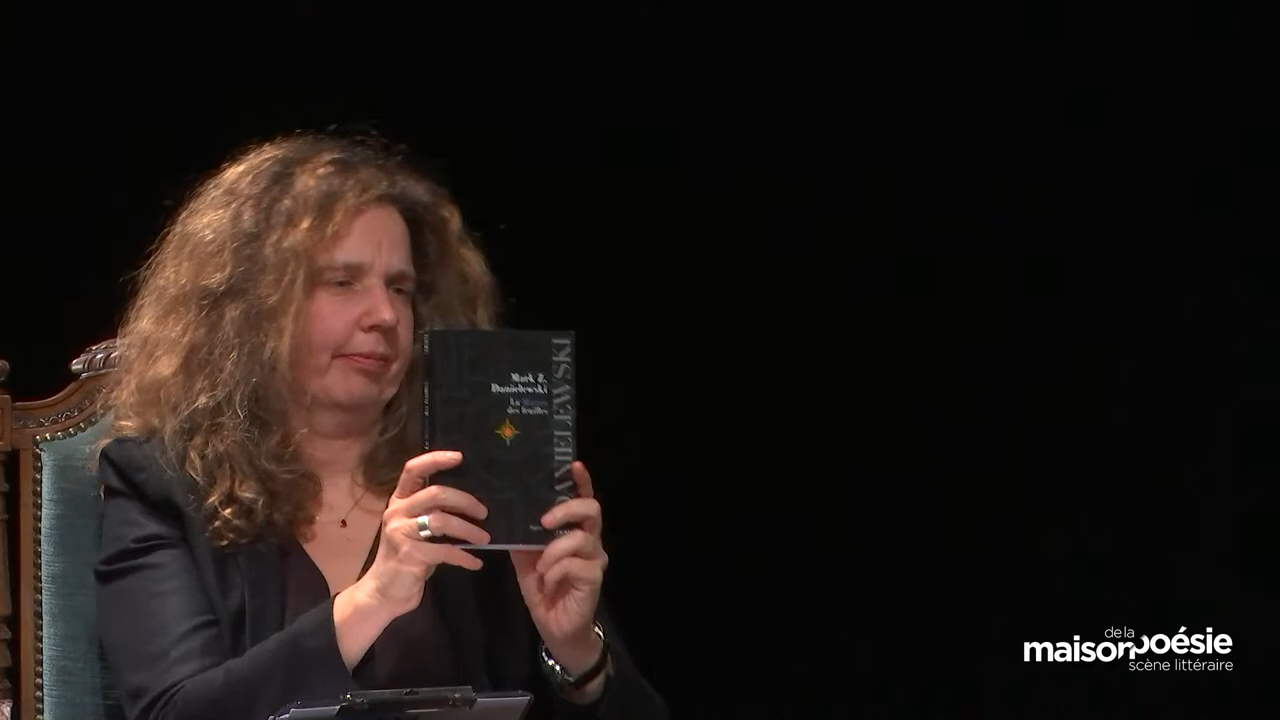 Mark Z.
Danielewski
La Maison
des feuilles
DANIELEWSKI
de la
maison poésie
scène littéraire